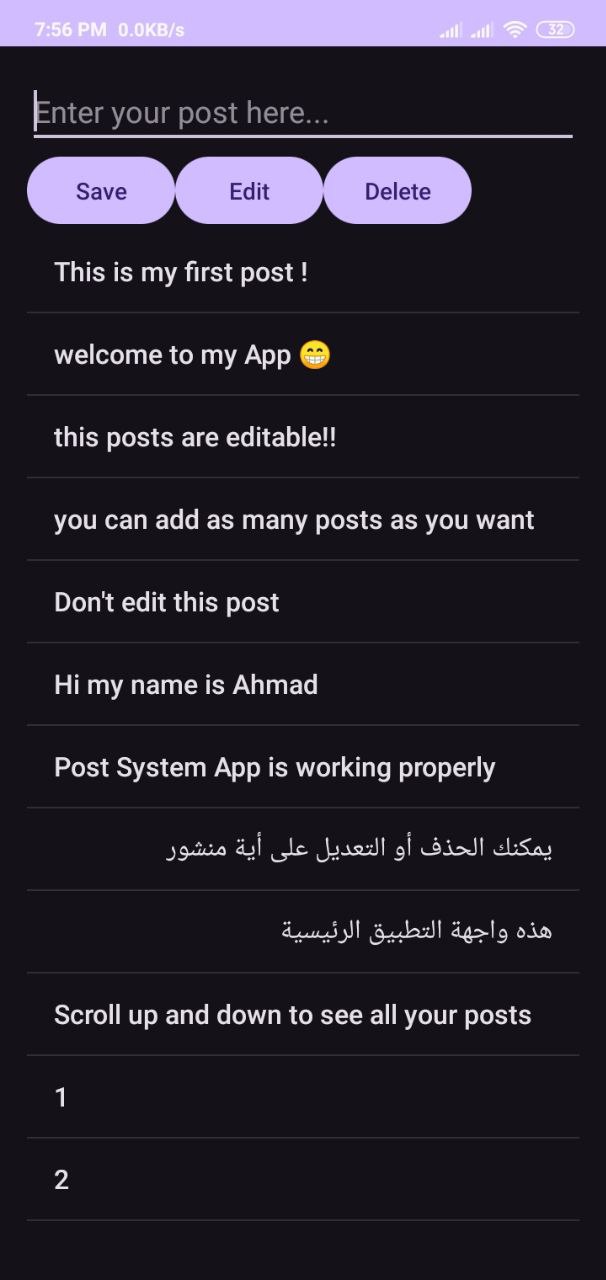 7:56 PM 0.0KB/s 32
Enter your post here...
Save Edit Delete
This is my first post !
welcome to my App 😁
this posts are editable!!
you can add as many posts as you want
Don't edit this post
Hi my name is Ahmad
Post System App is working properly
يمكنك الحذف أو التعديل على أية منشور
هذه واجهة التطبيق الرئيسية
Scroll up and down to see all your posts
1
2